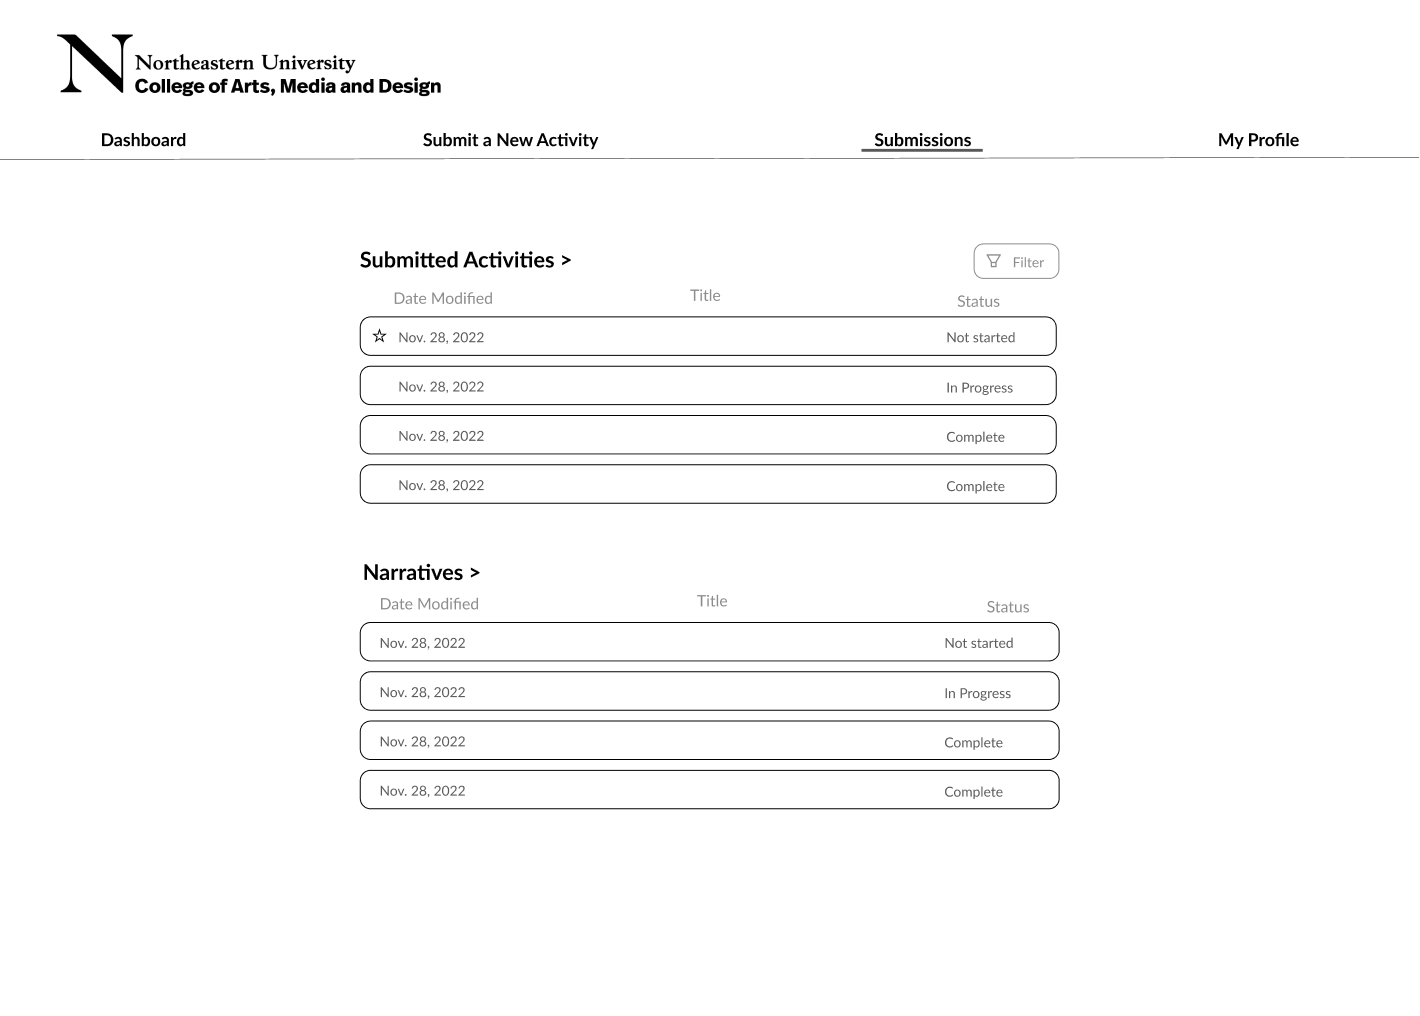 N Northeastern University
College of Arts, Media and Design
Dashboard Submit a New Activity Submissions My Profile
Submitted Activities > Filter
Date Modified Title Status
Nov. 28, 2022 Not started
Nov. 28, 2022 In Progress
Nov. 28, 2022 Complete
Nov. 28, 2022 Complete
Narratives >
Date Modified Title Status
Nov. 28, 2022 Not started
Nov. 28, 2022 In Progress
Nov. 28, 2022 Complete
Nov. 28, 2022 Complete